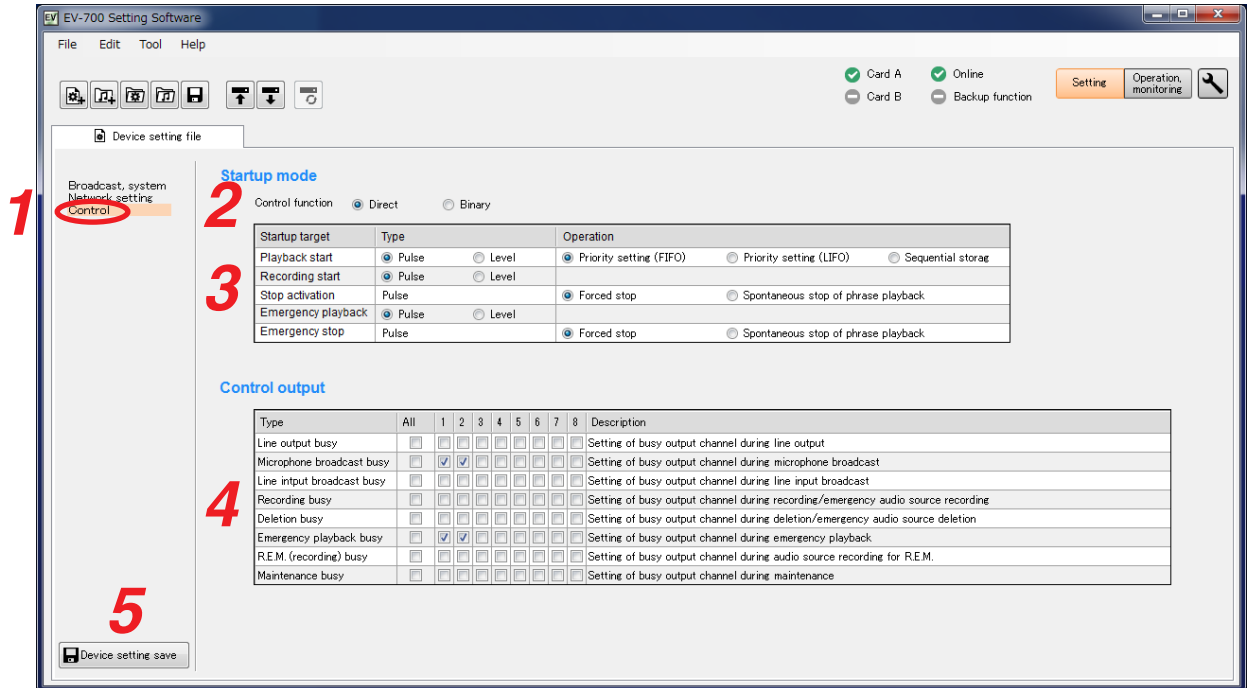 EV EV-700 Setting Software
File Edit Tool Help
Card A Online
Card B Backup function
Setting Operation, monitoring
Device setting file
1
Broadcast, system
Network setting
Control
Startup mode
2
Control function Direct Binary
3
Startup target Type Operation
Playback start Pulse Level Priority setting (FIFO) Priority setting (LIFO) Sequential storag
Recording start Pulse Level
Stop activation Pulse Forced stop Spontaneous stop of phrase playback
Emergency playback Pulse Level
Emergency stop Pulse Forced stop Spontaneous stop of phrase playback
Control output
4
Type All 1 2 3 4 5 6 7 8 Description
Line output busy Setting of busy output channel during line output
Microphone broadcast busy Setting of busy output channel during microphone broadcast
Line intput broadcast busy Setting of busy output channel during line input broadcast
Recording busy Setting of busy output channel during recording/emergency audio source recording
Deletion busy Setting of busy output channel during deletion/emergency audio source deletion
Emergency playback busy Setting of busy output channel during emergency playback
R.E.M. (recording) busy Setting of busy output channel during audio source recording for R.E.M.
Maintenance busy Setting of busy output channel during maintenance
5
Device setting save